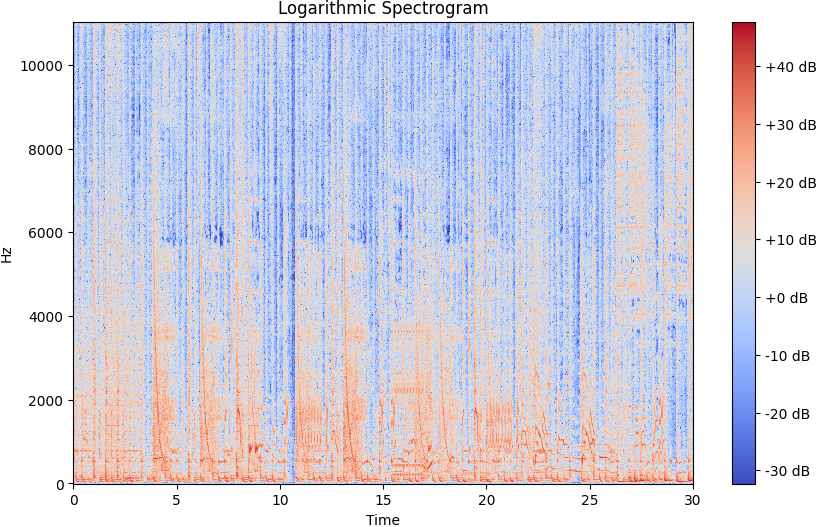 Logarithmic Spectrogram
10000
8000
6000
4000
2000
0
Hz
0 5 10 15 20 25 30
Time
+40 dB
+30 dB
+20 dB
+10 dB
+0 dB
-10 dB
-20 dB
-30 dB